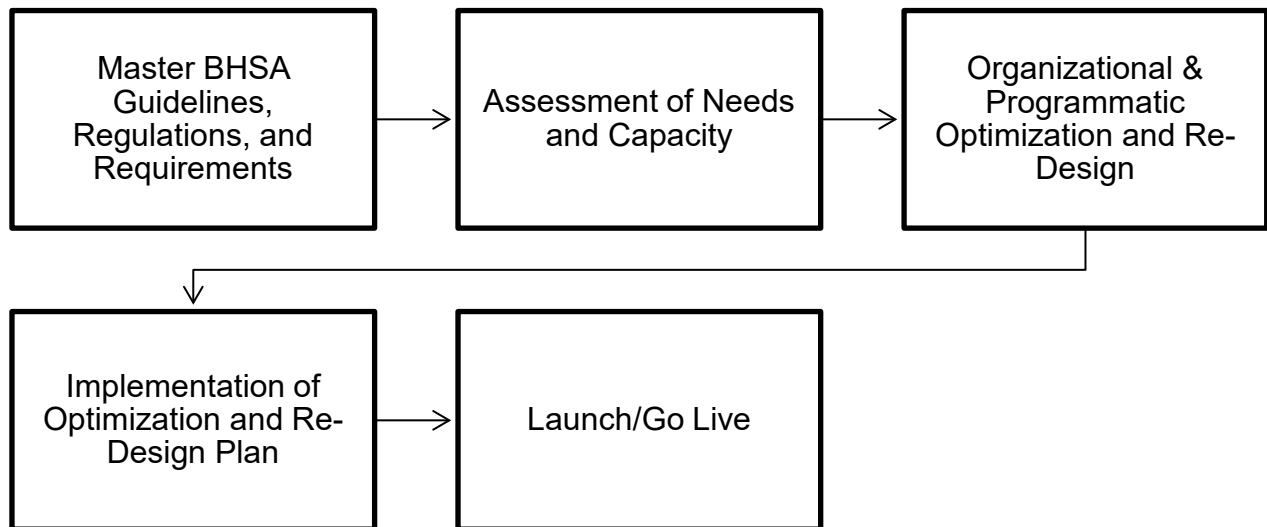 Master BHSA
Guidelines,
Regulations, and
Requirements
Assessment of Needs
and Capacity
Organizational &
Programmatic
Optimization and Re-
Design
Implementation of
Optimization and Re-
Design Plan
Launch/Go Live